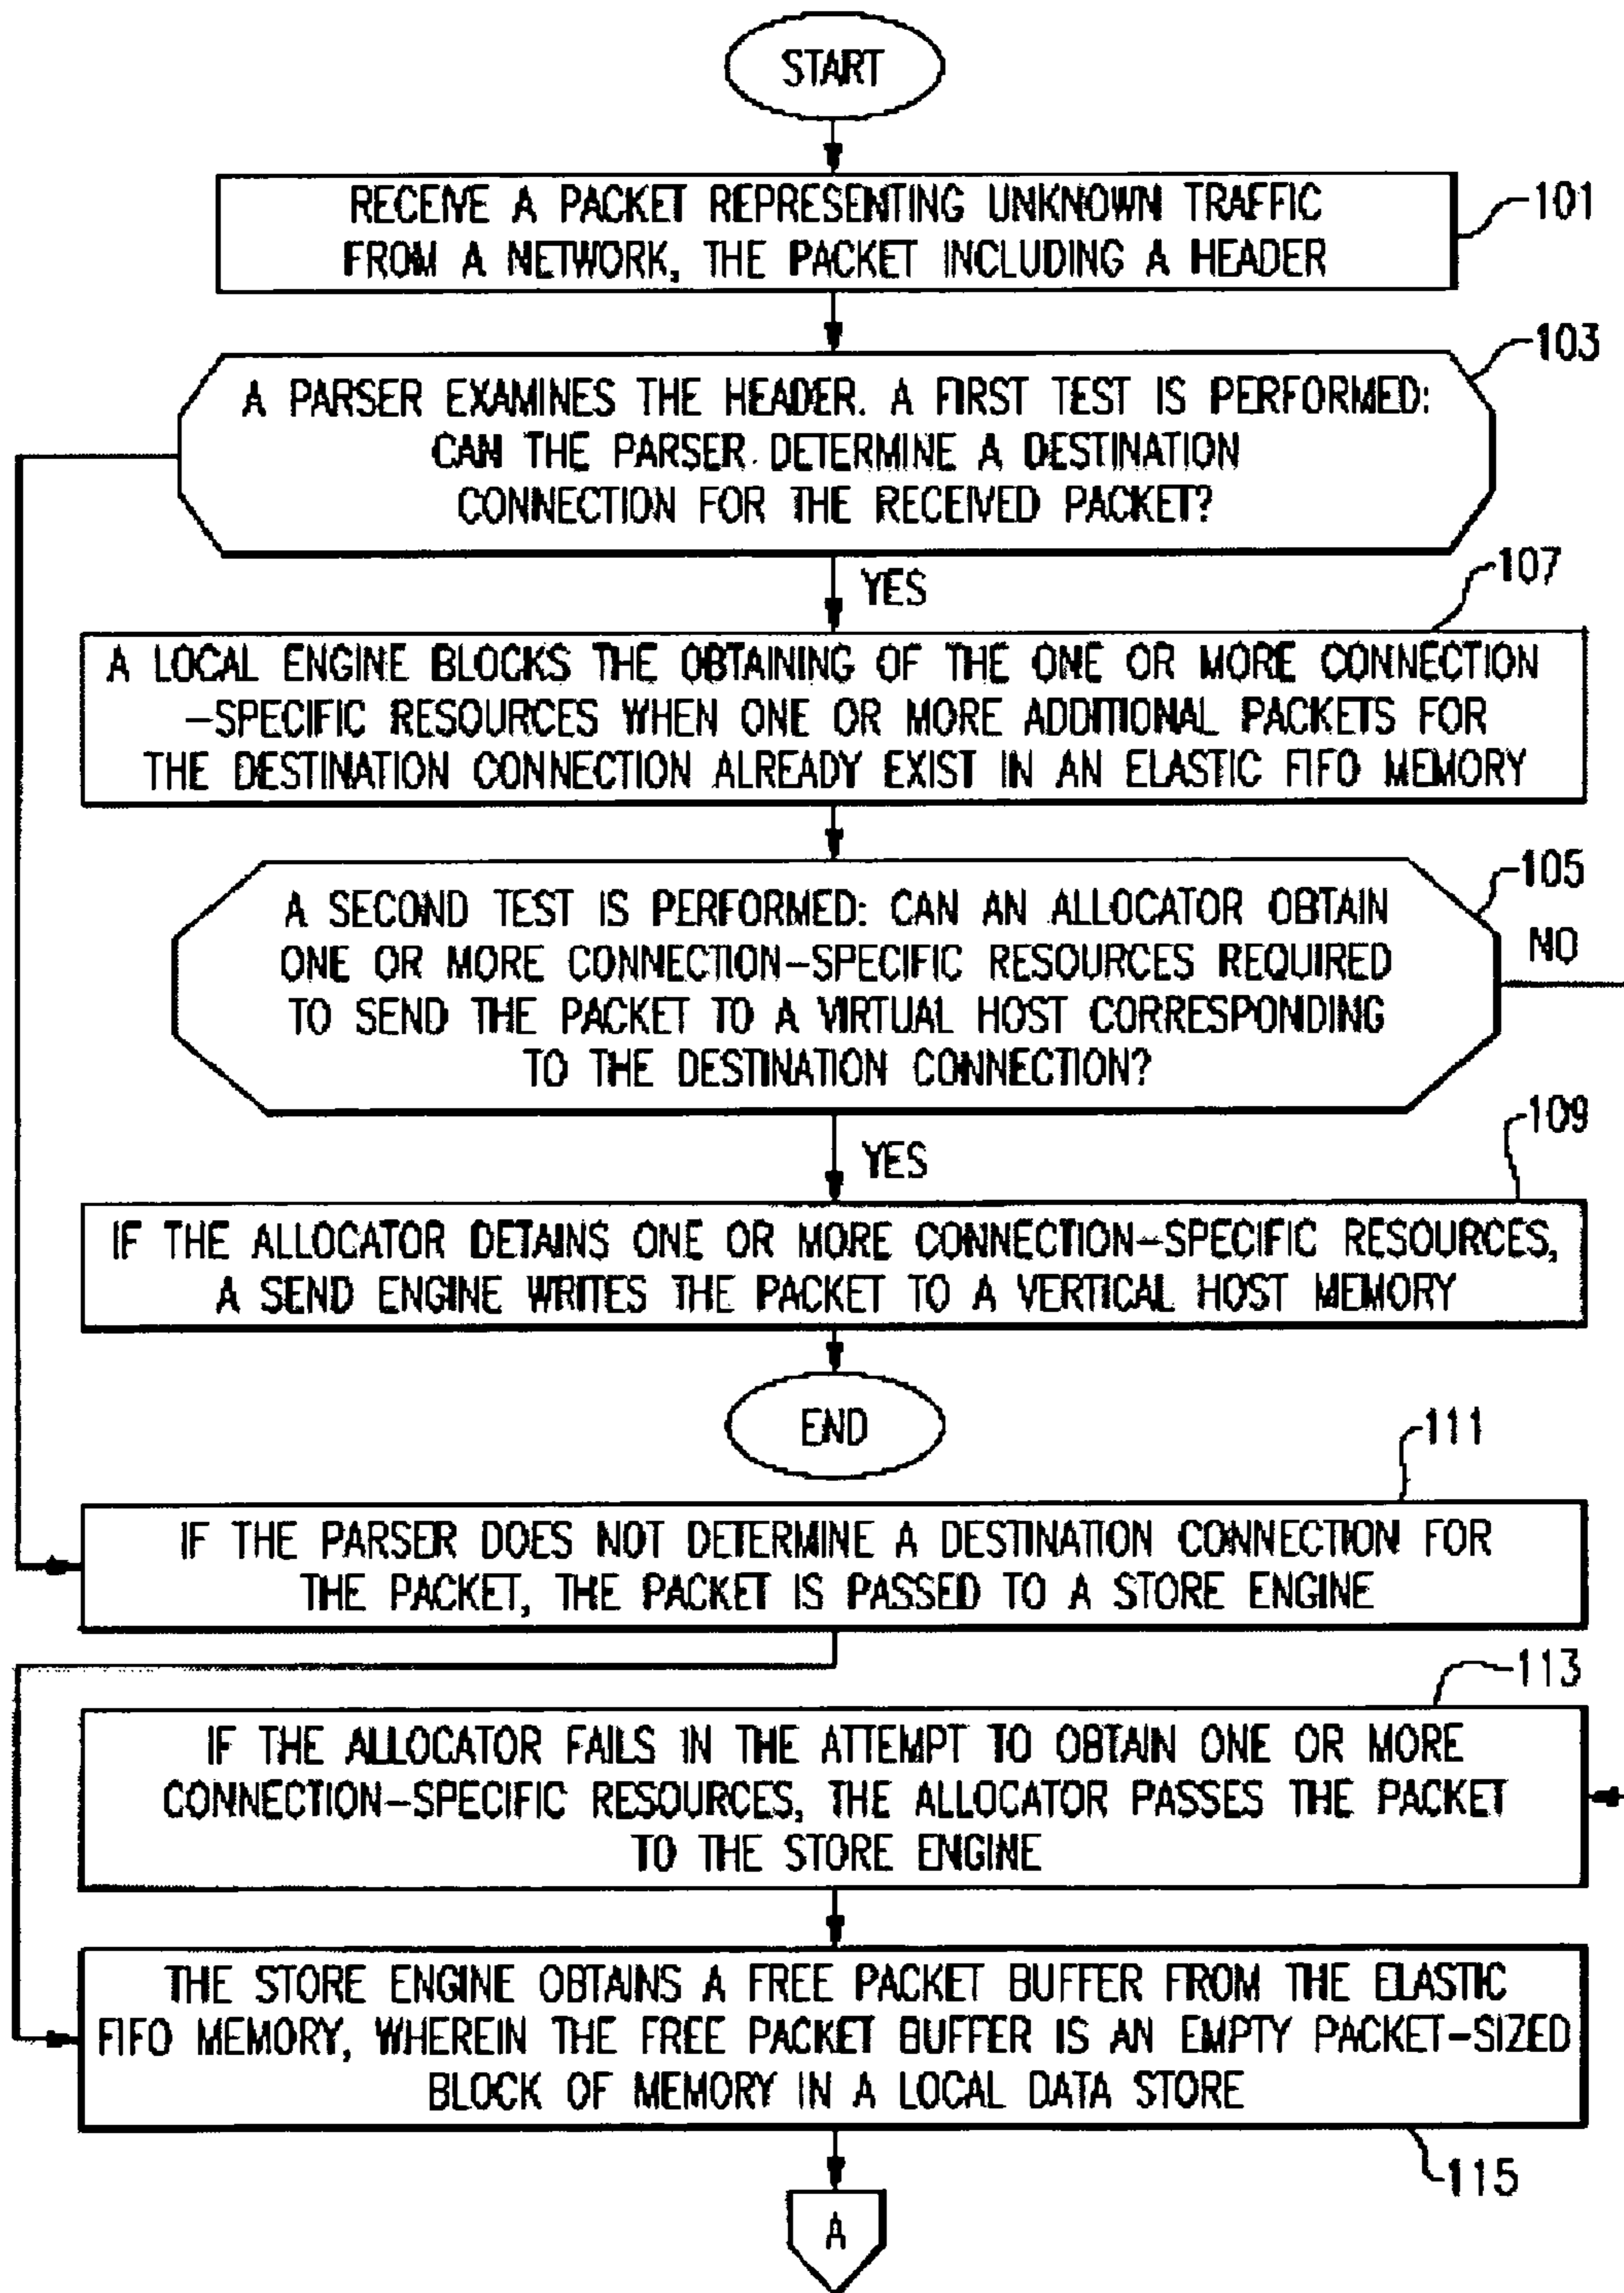 START
RECEIVE A PACKET REPRESENTING UNKNOWN TRAFFIC
FROM A NETWORK, THE PACKET INCLUDING A HEADER
101
A PARSER EXAMINES THE HEADER. A FIRST TEST IS PERFORMED:
CAN THE PARSER DETERMINE A DESTINATION
CONNECTION FOR THE RECEIVED PACKET?
103
YES
107
A LOCAL ENGINE BLOCKS THE OBTAINING OF THE ONE OR MORE CONNECTION
-SPECIFIC RESOURCES WHEN ONE OR MORE ADDITIONAL PACKETS FOR
THE DESTINATION CONNECTION ALREADY EXIST IN AN ELASTIC FIFO MEMORY
105
A SECOND TEST IS PERFORMED: CAN AN ALLOCATOR OBTAIN
ONE OR MORE CONNECTION-SPECIFIC RESOURCES REQUIRED
TO SEND THE PACKET TO A VIRTUAL HOST CORRESPONDING
TO THE DESTINATION CONNECTION?
NO
YES
109
IF THE ALLOCATOR DETAINS ONE OR MORE CONNECTION-SPECIFIC RESOURCES,
A SEND ENGINE WRITES THE PACKET TO A VERTICAL HOST MEMORY
END
111
IF THE PARSER DOES NOT DETERMINE A DESTINATION CONNECTION FOR
THE PACKET, THE PACKET IS PASSED TO A STORE ENGINE
113
IF THE ALLOCATOR FAILS IN THE ATTEMPT TO OBTAIN ONE OR MORE
CONNECTION-SPECIFIC RESOURCES, THE ALLOCATOR PASSES THE PACKET
TO THE STORE ENGINE
THE STORE ENGINE OBTAINS A FREE PACKET BUFFER FROM THE ELASTIC
FIFO MEMORY, WHEREIN THE FREE PACKET BUFFER IS AN EMPTY PACKET-SIZED
BLOCK OF MEMORY IN A LOCAL DATA STORE
115
A